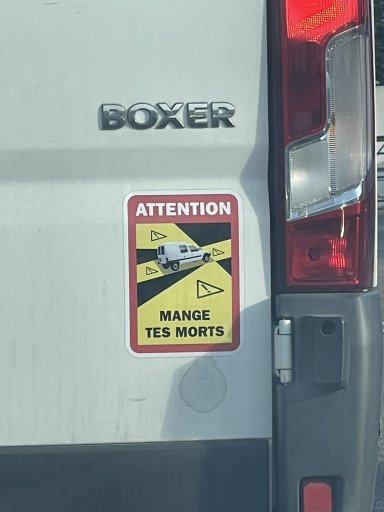 BOXER
ATTENTION
MANGE
TES MORTS